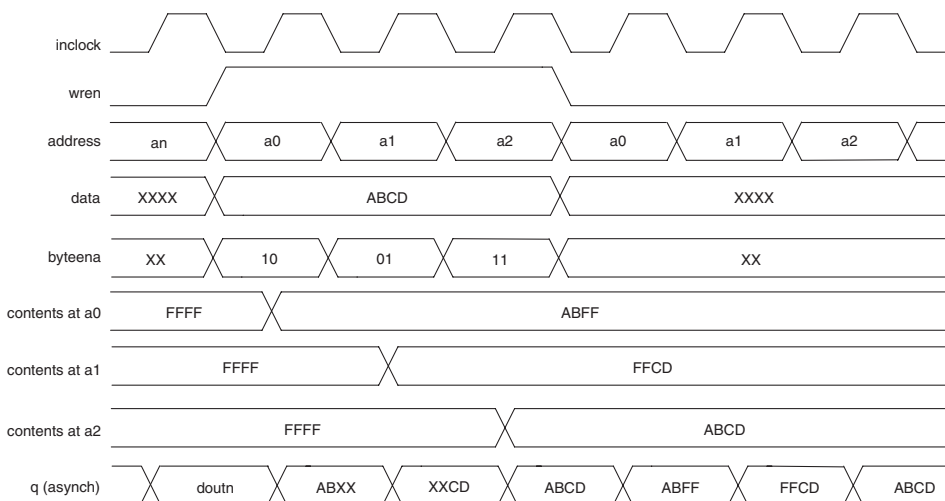 inclock
wren
address an a0 a1 a2 a0 a1 a2
data XXXX ABCD XXXX
byteena XX 10 01 11 XX
contents at a0 FFFF ABFF
contents at a1 FFFF FFCD
contents at a2 FFFF ABCD
q (asynch) doutn ABXX XXCD ABCD ABFF FFCD ABCD